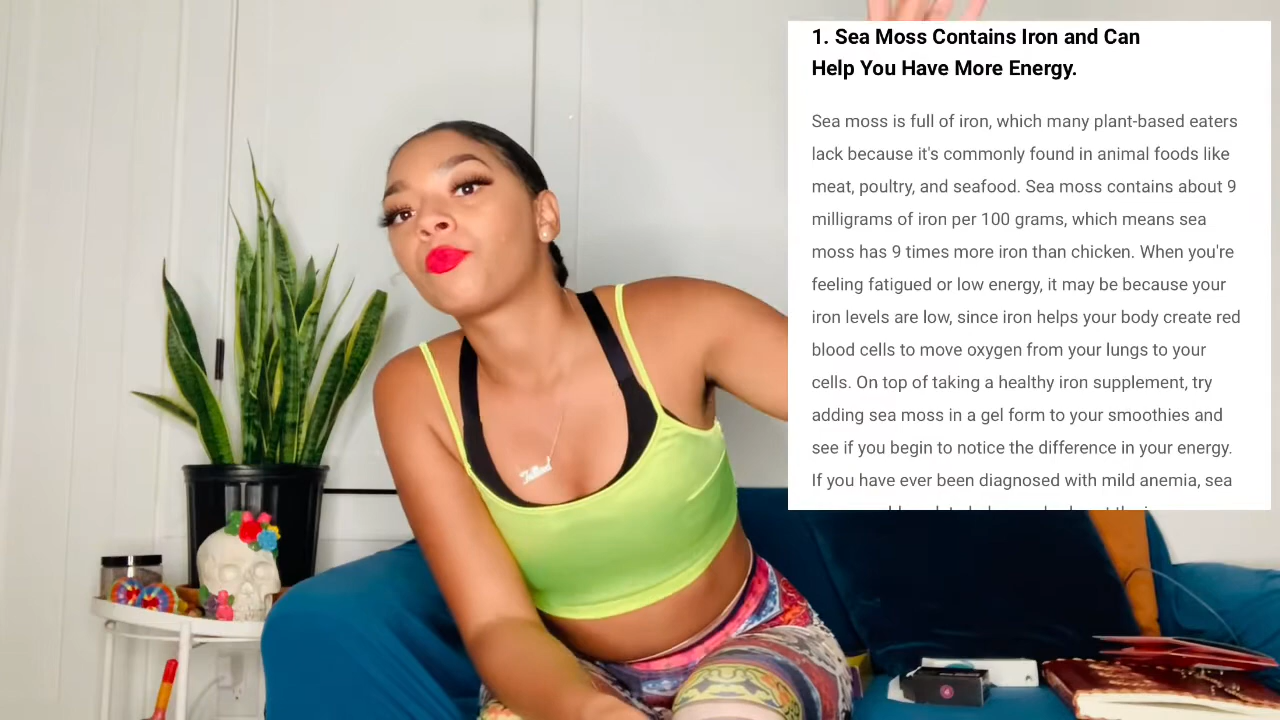 1. Sea Moss Contains Iron and Can
Help You Have More Energy.
Sea moss is full of iron, which many plant-based eaters
lack because it's commonly found in animal foods like
meat, poultry, and seafood. Sea moss contains about 9
milligrams of iron per 100 grams, which means sea
moss has 9 times more iron than chicken. When you're
feeling fatigued or low energy, it may be because your
iron levels are low, since iron helps your body create red
blood cells to move oxygen from your lungs to your
cells. On top of taking a healthy iron supplement, try
adding sea moss in a gel form to your smoothies and
see if you begin to notice the difference in your energy.
If you have ever been diagnosed with mild anemia, sea